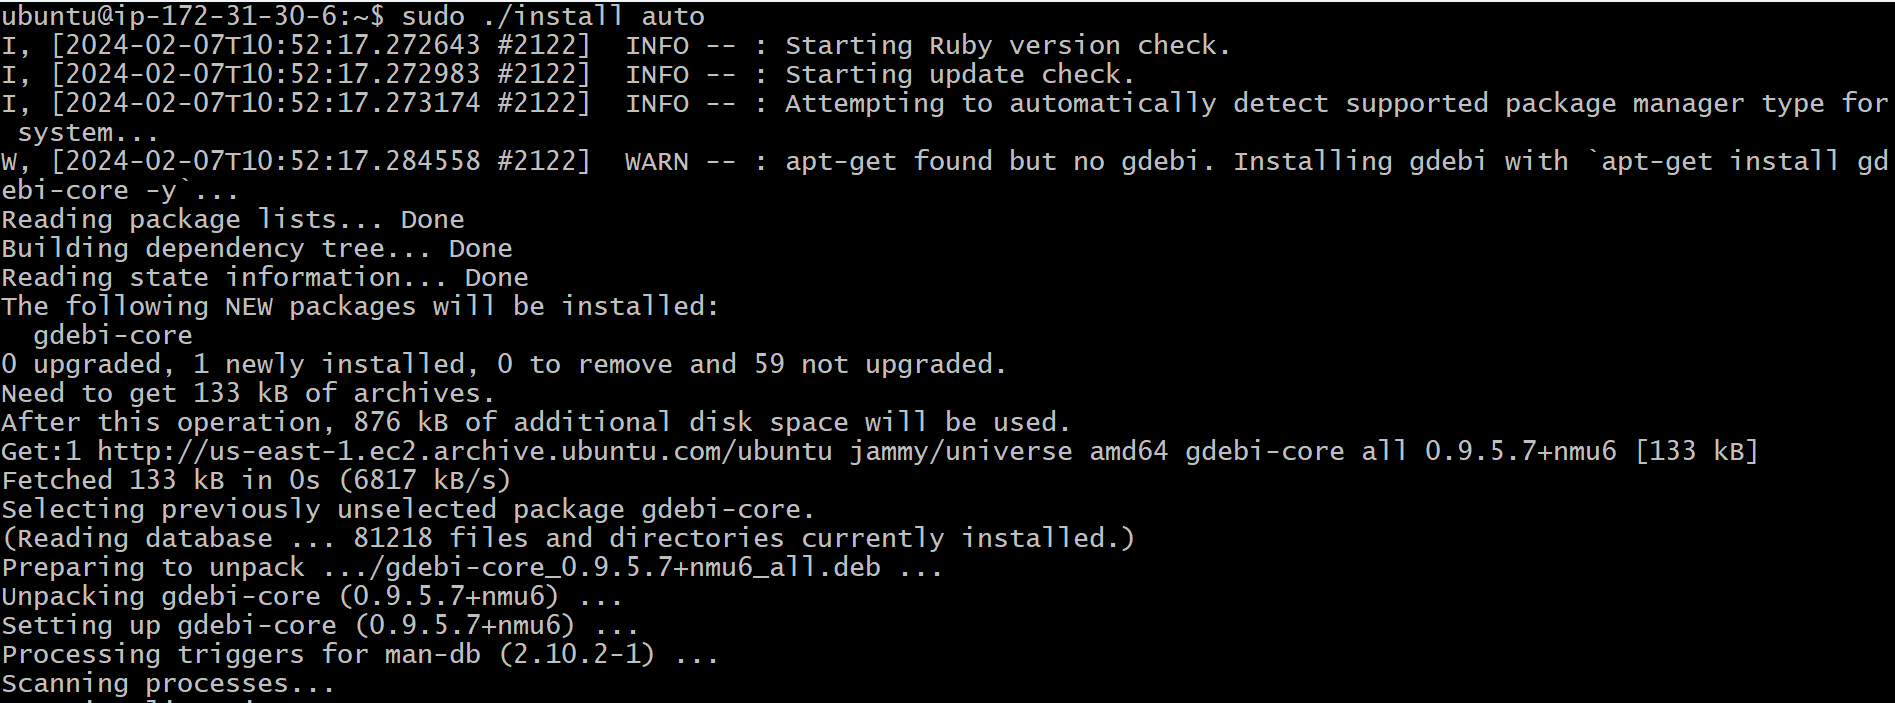 ubuntu@ip-172-31-30-6:~$ sudo ./install auto
I, [2024-02-07T10:52:17.272643 #2122]  INFO -- : Starting Ruby version check.
I, [2024-02-07T10:52:17.272983 #2122]  INFO -- : Starting update check.
I, [2024-02-07T10:52:17.273174 #2122]  INFO -- : Attempting to automatically detect supported package manager type for
 system...
W, [2024-02-07T10:52:17.284558 #2122]  WARN -- : apt-get found but no gdebi. Installing gdebi with `apt-get install gd
ebi-core -y`...
Reading package lists... Done
Building dependency tree... Done
Reading state information... Done
The following NEW packages will be installed:
  gdebi-core
0 upgraded, 1 newly installed, 0 to remove and 59 not upgraded.
Need to get 133 kB of archives.
After this operation, 876 kB of additional disk space will be used.
Get:1 http://us-east-1.ec2.archive.ubuntu.com/ubuntu jammy/universe amd64 gdebi-core all 0.9.5.7+nmu6 [133 kB]
Fetched 133 kB in 0s (6817 kB/s)
Selecting previously unselected package gdebi-core.
(Reading database ... 81218 files and directories currently installed.)
Preparing to unpack .../gdebi-core_0.9.5.7+nmu6_all.deb ...
Unpacking gdebi-core (0.9.5.7+nmu6) ...
Setting up gdebi-core (0.9.5.7+nmu6) ...
Processing triggers for man-db (2.10.2-1) ...
Scanning processes...